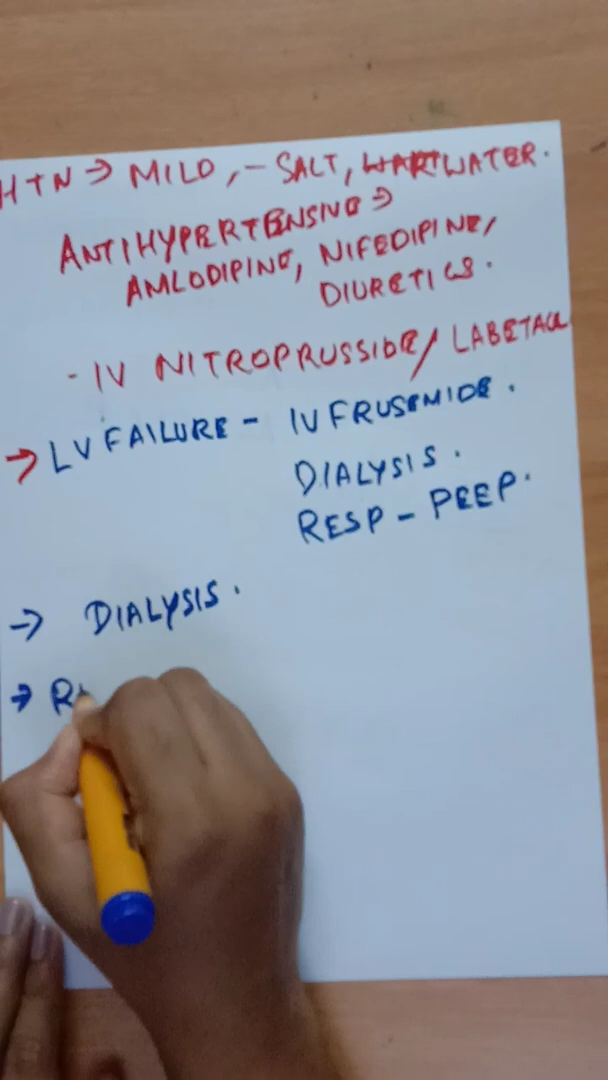 HTN → MILD, - SALT, WATER.
ANTIHYPERTENSIVE →
AMLODIPINE, NIFEDIPINE/
DIURETICS.
- IV NITROPRUSSIDE/ LABETALOL
→ LV FAILURE - IV FRUSEMIDE.
DIALYSIS.
RESP - PEEP.
→ DIALYSIS.
→ R